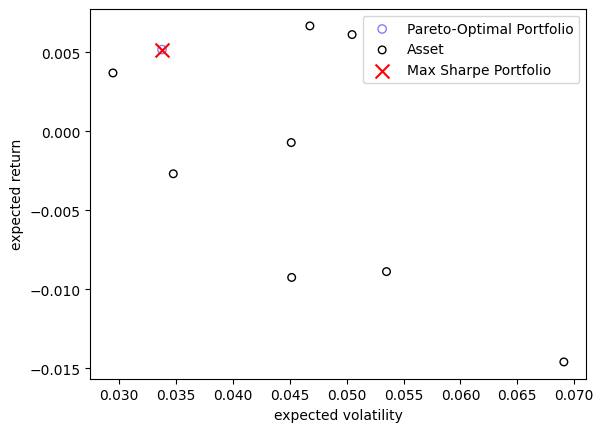 Pareto-Optimal Portfolio
Asset
Max Sharpe Portfolio
expected return
0.005
0.000
−0.005
−0.010
−0.015
0.030 0.035 0.040 0.045 0.050 0.055 0.060 0.065 0.070
expected volatility